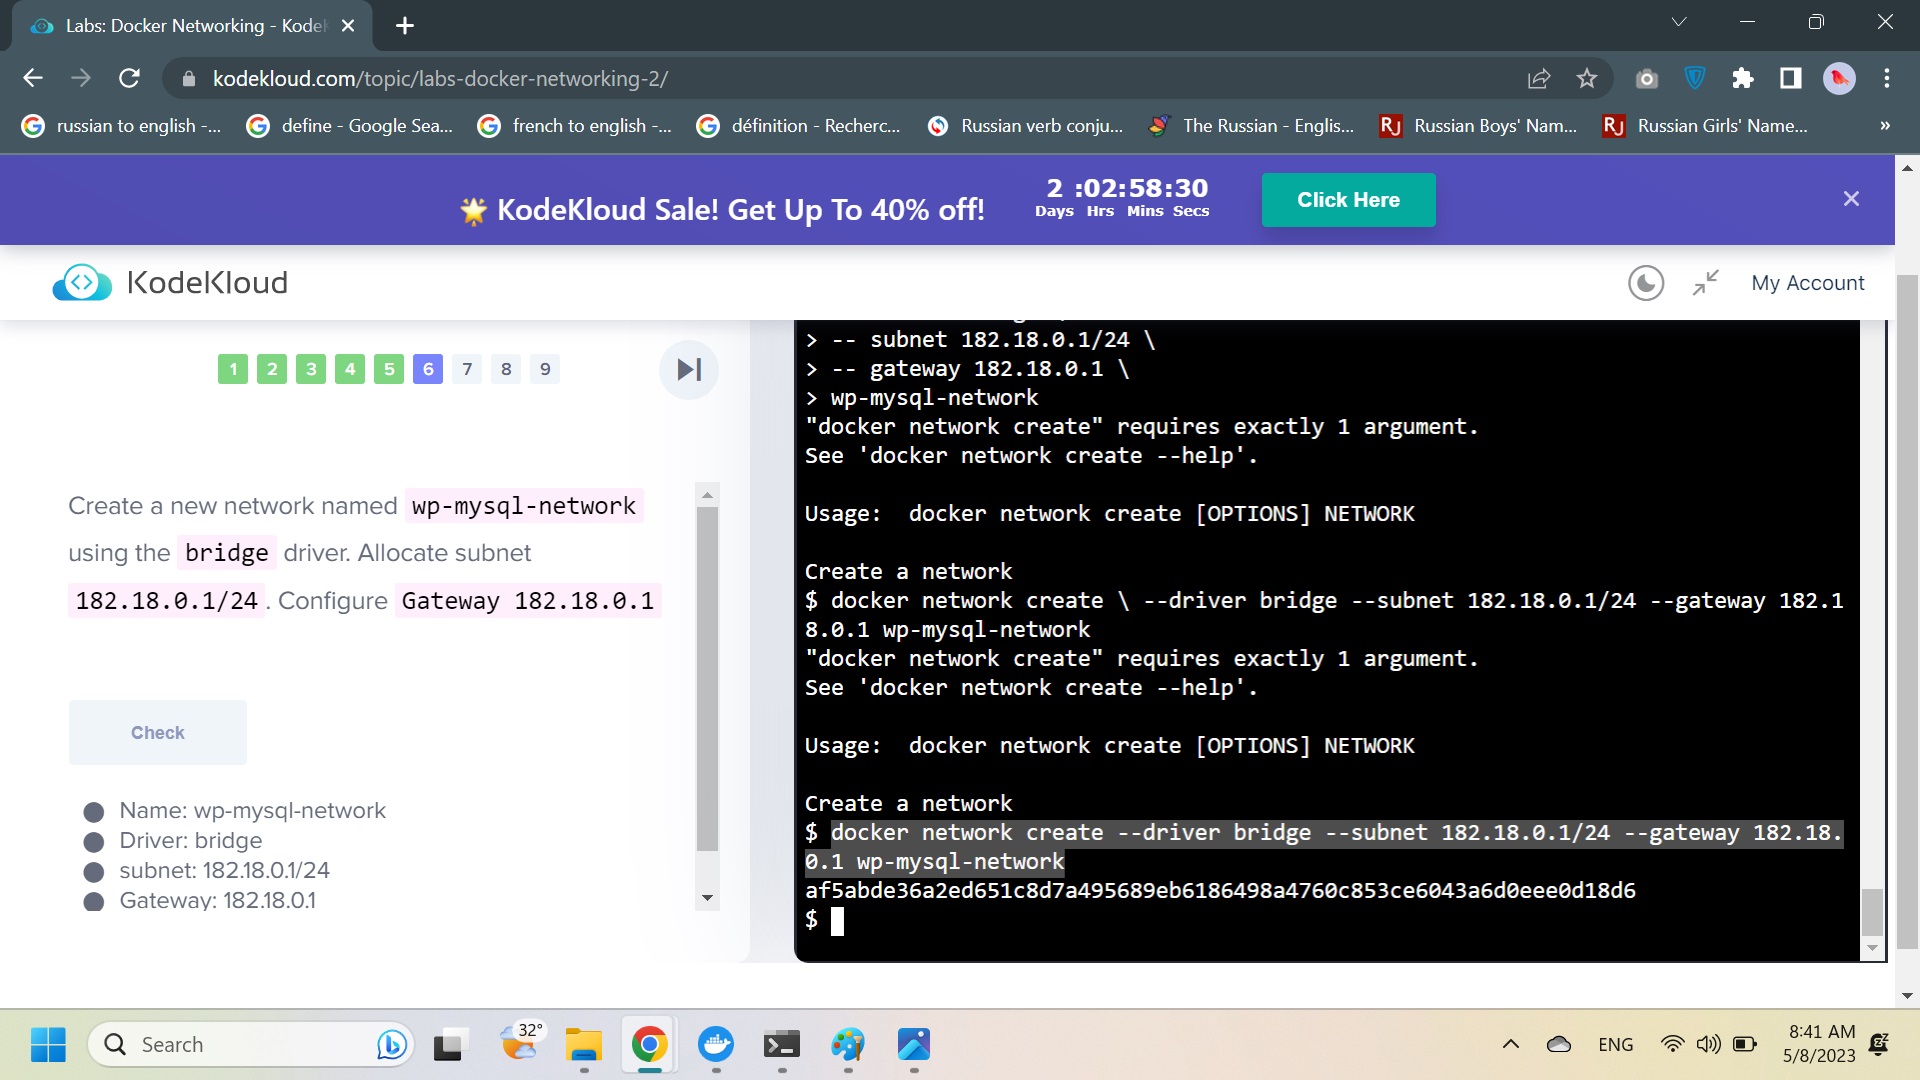 Labs: Docker Networking - Kodek
kodekloud.com/topic/labs-docker-networking-2/
russian to english -...
define - Google Sea...
french to english -...
définition - Recherc...
Russian verb conju...
The Russian - Englis...
RJ Russian Boys' Nam...
RJ Russian Girls' Name...
»
KodeKloud Sale! Get Up To 40% off!
2 :02:58:30
Days Hrs Mins Secs
Click Here
KodeKloud
My Account
1 2 3 4 5 6 7 8 9
Create a new network named wp-mysql-network
using the bridge driver. Allocate subnet
182.18.0.1/24 . Configure Gateway 182.18.0.1
Check
Name: wp-mysql-network
Driver: bridge
subnet: 182.18.0.1/24
Gateway: 182.18.0.1
> -- subnet 182.18.0.1/24 \
> -- gateway 182.18.0.1 \
> wp-mysql-network
"docker network create" requires exactly 1 argument.
See 'docker network create --help'.
Usage:  docker network create [OPTIONS] NETWORK
Create a network
$ docker network create \ --driver bridge --subnet 182.18.0.1/24 --gateway 182.1
8.0.1 wp-mysql-network
"docker network create" requires exactly 1 argument.
See 'docker network create --help'.
Usage:  docker network create [OPTIONS] NETWORK
Create a network
$ docker network create --driver bridge --subnet 182.18.0.1/24 --gateway 182.18.
0.1 wp-mysql-network
af5abde36a2ed651c8d7a495689eb6186498a4760c853ce6043a6d0eee0d18d6
$
Search
32°
ENG
8:41 AM
5/8/2023